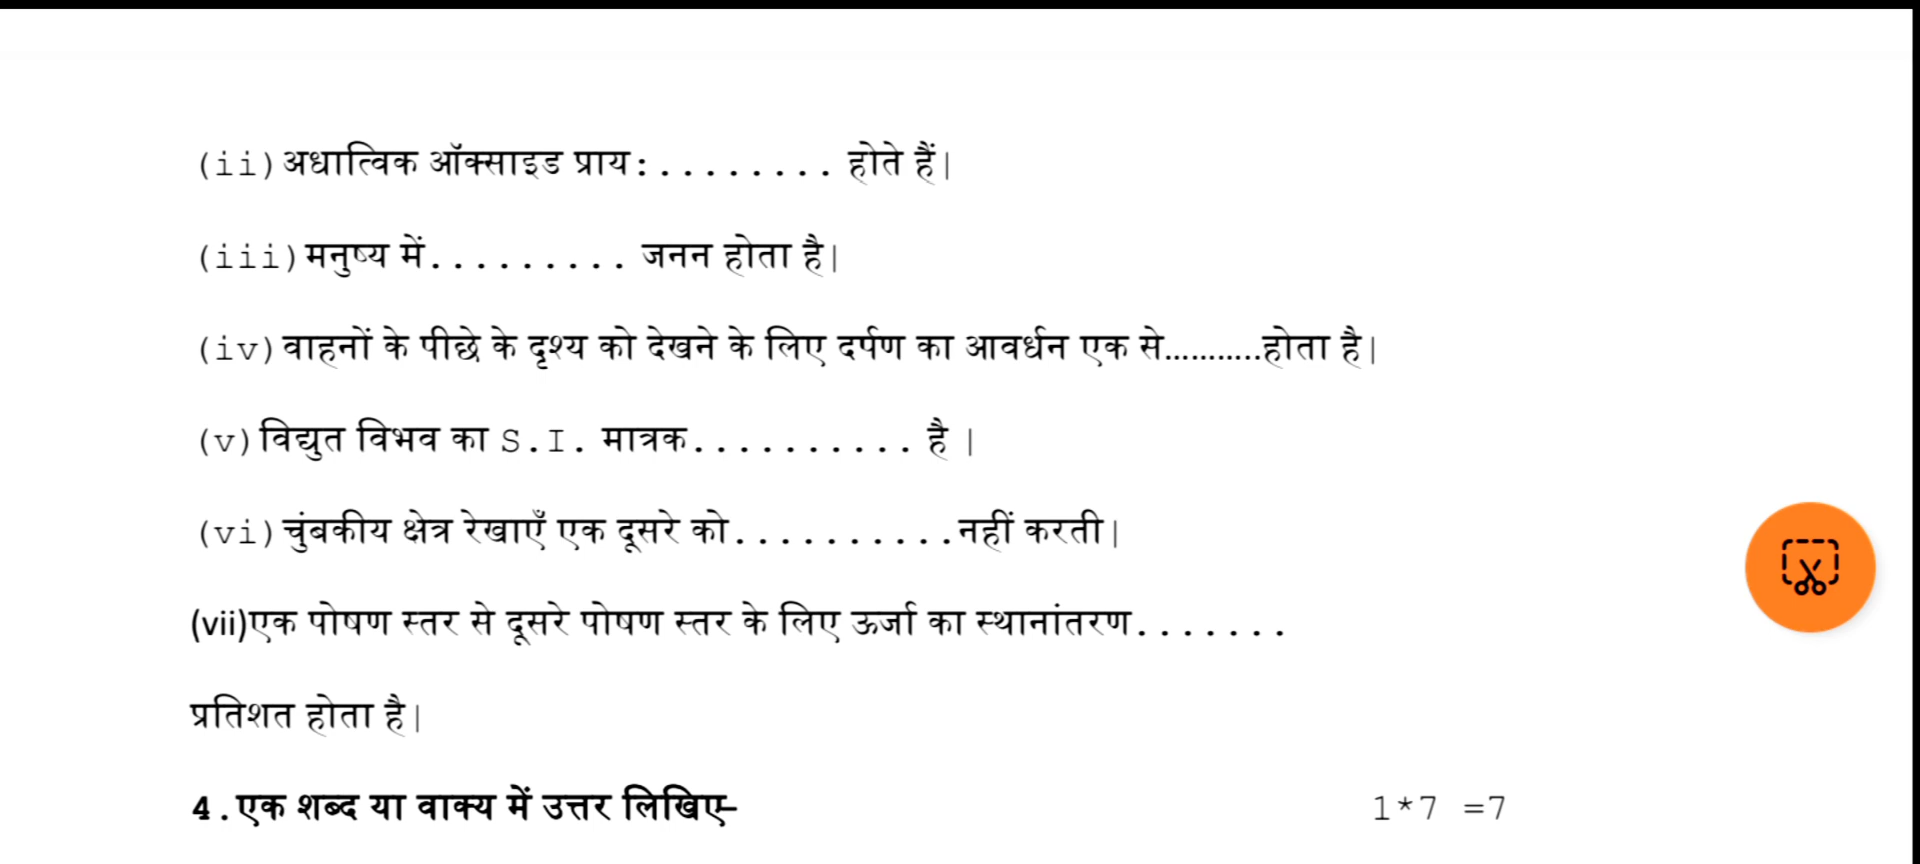 (ii)अधात्विक ऑक्साइड प्राय:........ होते हैं|
(iii)मनुष्य में......... जनन होता है|
(iv)वाहनों के पीछे के दृश्य को देखने के लिए दर्पण का आवर्धन एक से...........होता है|
(v)विद्युत विभव का S.I. मात्रक.......... है |
(vi)चुंबकीय क्षेत्र रेखाएँ एक दूसरे को..........नहीं करती|
(vii)एक पोषण स्तर से दूसरे पोषण स्तर के लिए ऊर्जा का स्थानांतरण.......
प्रतिशत होता है|
4.एक शब्द या वाक्य में उत्तर लिखिए- 1*7 =7